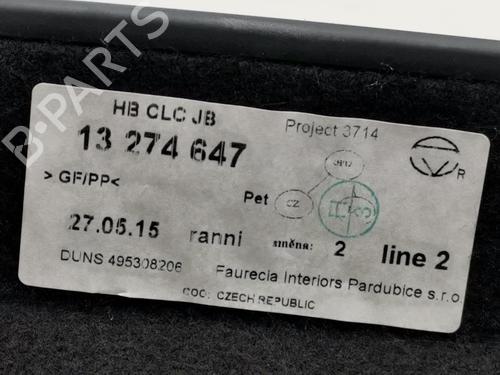 B-PARTS
HB CLC JB
Project 3714
13 274 647
R
> GF/PP<
Pet
CZ
27.05.15 ranni směna: 2 line 2
DUNS 495308206
Faurecia Interiors Pardubice s.r.o.
COO: CZECH REPUBLIC